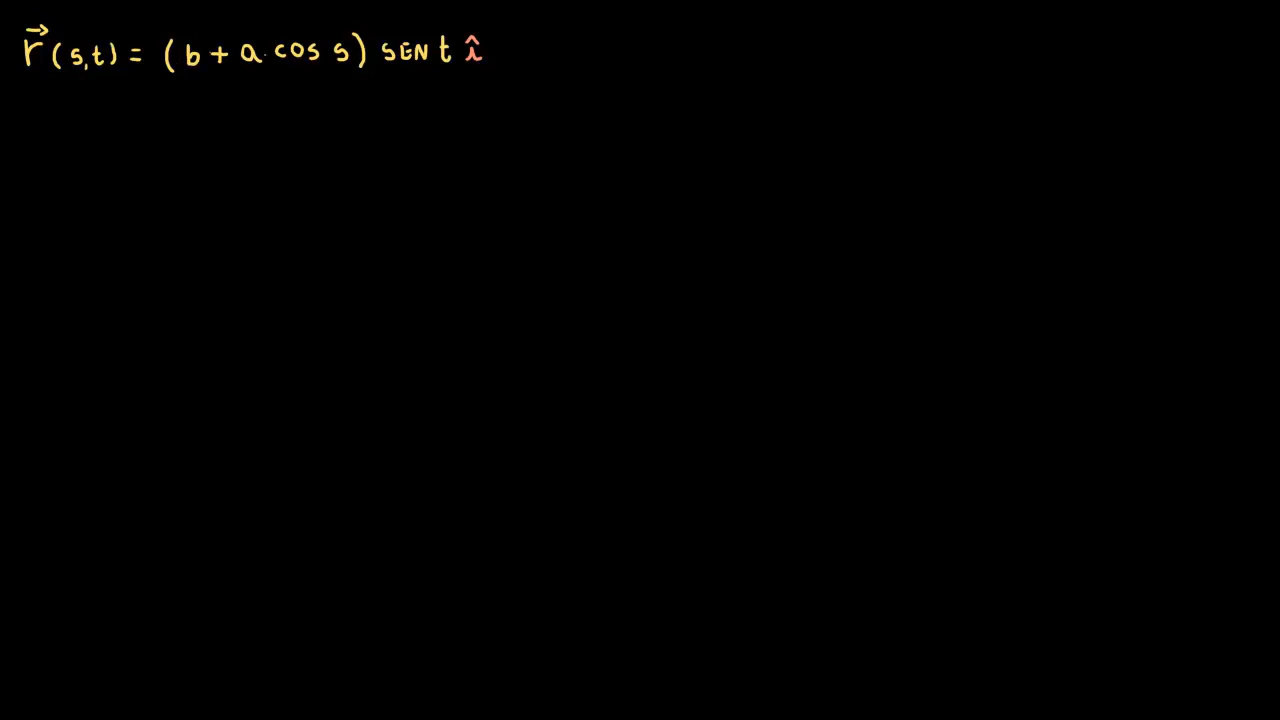 r⃗(s,t) = (b + a·cos s) SEN t î